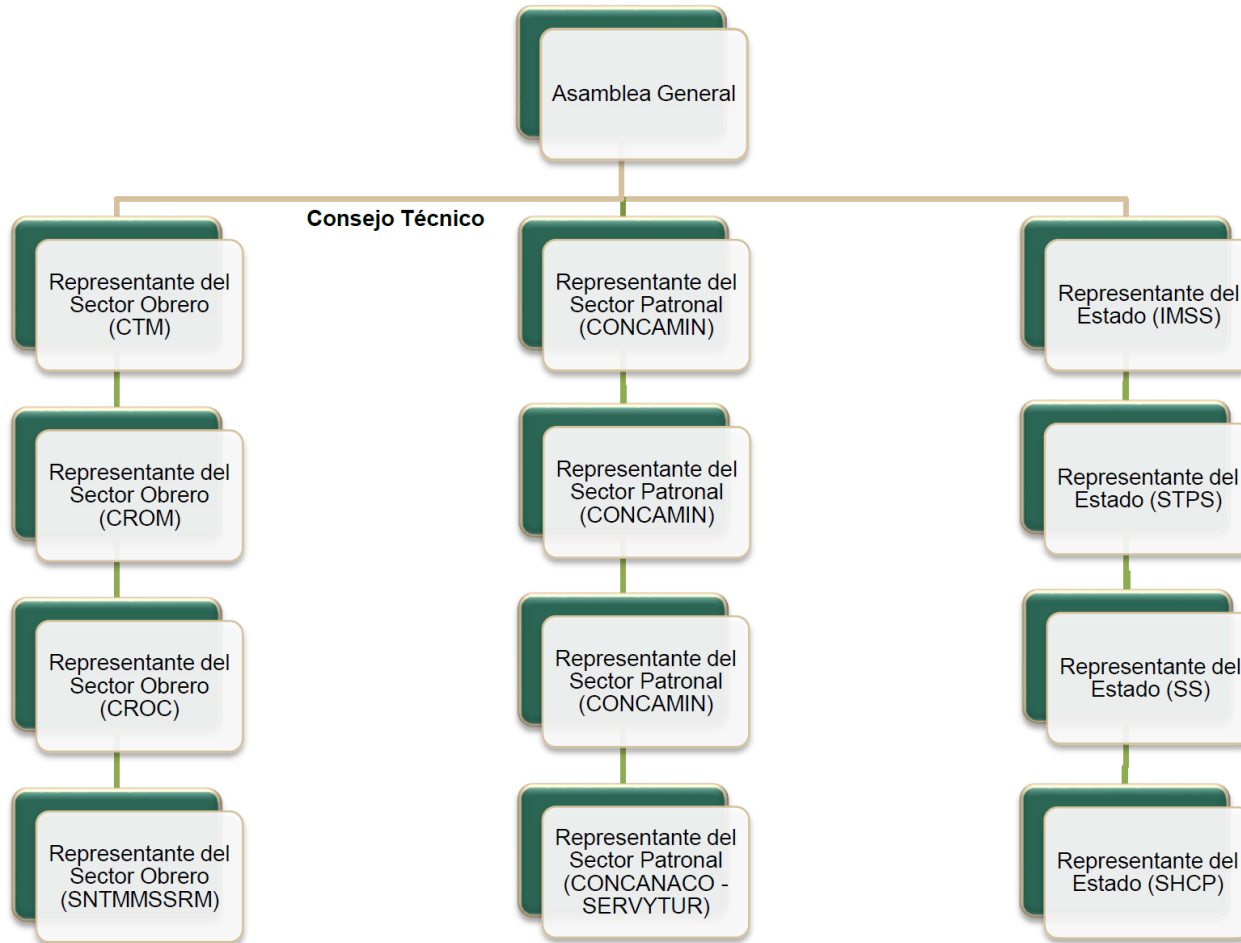 Asamblea General
Consejo Técnico
Representante del
Sector Obrero
(CTM)
Representante del
Sector Patronal
(CONCAMIN)
Representante del
Estado (IMSS)
Representante del
Sector Obrero
(CROM)
Representante del
Sector Patronal
(CONCAMIN)
Representante del
Estado (STPS)
Representante del
Sector Obrero
(CROC)
Representante del
Sector Patronal
(CONCAMIN)
Representante del
Estado (SS)
Representante del
Sector Obrero
(SNTMMSSRM)
Representante del
Sector Patronal
(CONCANACO -
SERVYTUR)
Representante del
Estado (SHCP)